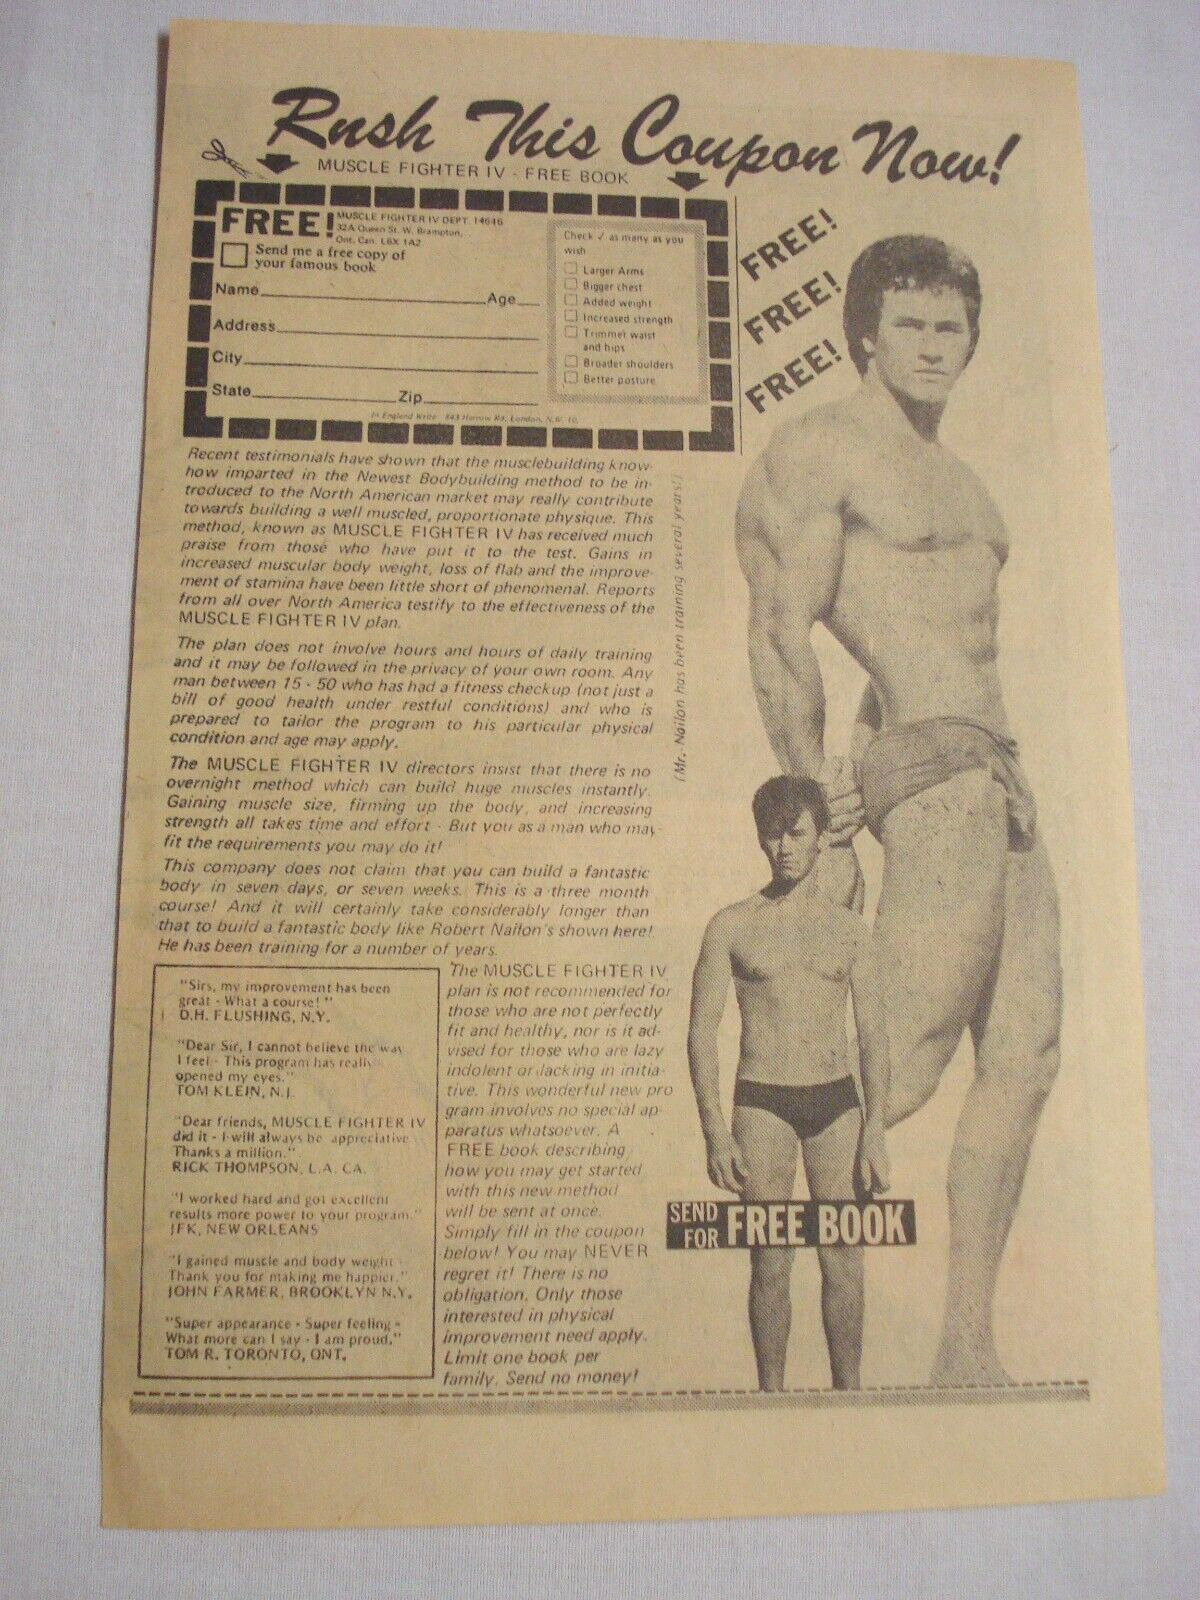 Rush This Coupon Now!
MUSCLE FIGHTER IV - FREE BOOK
FREE!
MUSCLE FIGHTER IV DEPT. 14646
32A Queen St. W. Brampton,
Ont. Can. L6X 1A2
Send me a free copy of
your famous book
Name Age
Address
City
State Zip
In England Write 843 Harrow Rd, London, N.W. 10.
Check ✓ as many as you
wish
Larger Arms
Bigger chest
Added weight
Increased strength
Trimmer waist
and hips
Broader shoulders
Better posture
FREE!
FREE!
FREE!
Recent testimonials have shown that the musclebuilding know-
how imparted in the Newest Bodybuilding method to be in-
troduced to the North American market may really contribute
towards building a well muscled, proportionate physique. This
method, known as MUSCLE FIGHTER IV has received much
praise from those who have put it to the test. Gains in
increased muscular body weight, loss of flab and the improve-
ment of stamina have been little short of phenomenal. Reports
from all over North America testify to the effectiveness of the
MUSCLE FIGHTER IV plan.
The plan does not involve hours and hours of daily training
and it may be followed in the privacy of your own room. Any
man between 15 - 50 who has had a fitness checkup (not just a
bill of good health under restful conditions) and who is
prepared to tailor the program to his particular physical
condition and age may apply.
The MUSCLE FIGHTER IV directors insist that there is no
overnight method which can build huge muscles instantly.
Gaining muscle size, firming up the body, and increasing
strength all takes time and effort - But you as a man who may
fit the requirements you may do it!
This company does not claim that you can build a fantastic
body in seven days, or seven weeks. This is a three month
course! And it will certainly take considerably longer than
that to build a fantastic body like Robert Nailon's shown here!
He has been training for a number of years.
(Mr. Nailon has been training several years!)
"Sirs, my improvement has been
great - What a course! "
D.H. FLUSHING, N.Y.
"Dear Sir, I cannot believe the way
I feel - This program has really
opened my eyes."
TOM KLEIN, N.J.
"Dear friends, MUSCLE FIGHTER IV
did it - I will always be appreciative
Thanks a million."
RICK THOMPSON, L.A. CA.
"I worked hard and got excellent
results more power to your program."
JFK, NEW ORLEANS
"I gained muscle and body weight -
Thank you for making me happier."
JOHN FARMER, BROOKLYN N.Y.
"Super appearance - Super feeling -
What more can I say - I am proud."
TOM R. TORONTO, ONT.
The MUSCLE FIGHTER IV
plan is not recommended for
those who are not perfectly
fit and healthy, nor is it ad-
vised for those who are lazy
indolent or lacking in initia-
tive. This wonderful new pro
gram involves no special ap-
paratus whatsoever. A
FREE book describing
how you may get started
with this new method
will be sent at once.
Simply fill in the coupon
below! You may NEVER
regret it! There is no
obligation. Only those
interested in physical
improvement need apply.
Limit one book per
family. Send no money!
SEND
FOR FREE BOOK